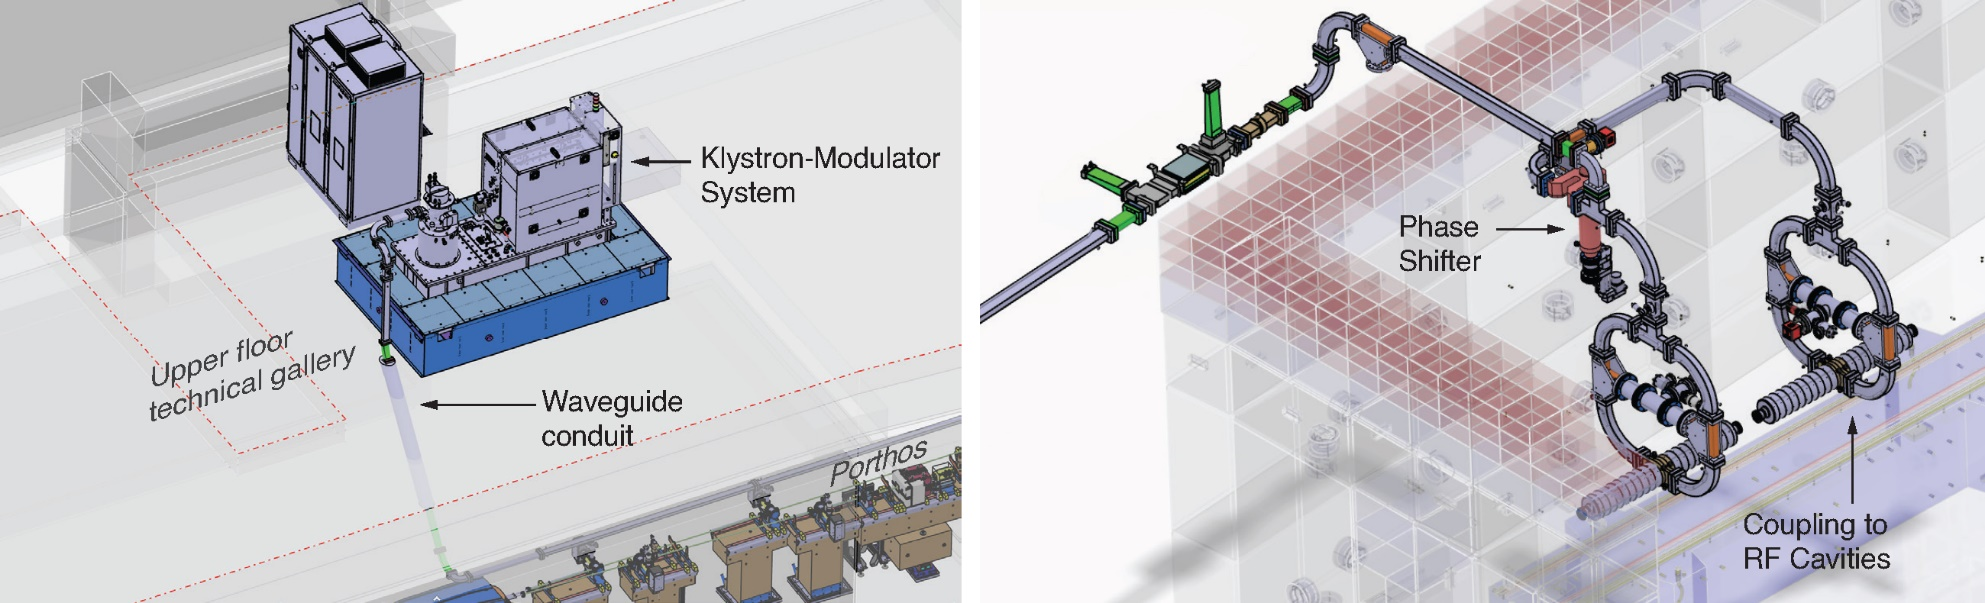 Klystron-Modulator
System
Upper floor
technical gallery
Waveguide
conduit
Porthos
Phase
Shifter
Coupling to
RF Cavities